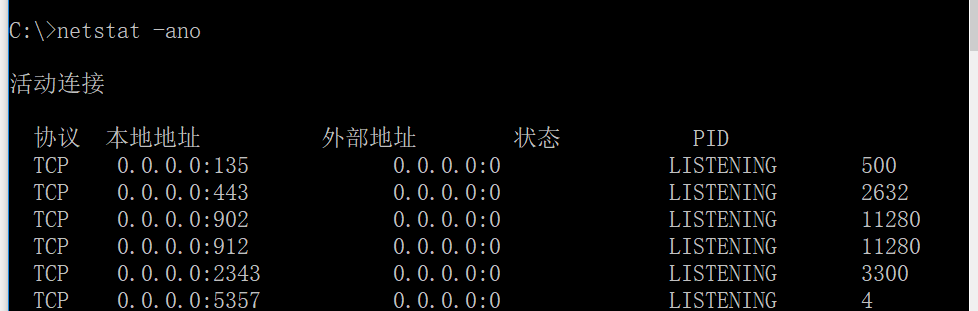 C:\>netstat -ano
活动连接
协议 本地地址 外部地址 状态 PID
TCP 0.0.0.0:135 0.0.0.0:0 LISTENING 500
TCP 0.0.0.0:443 0.0.0.0:0 LISTENING 2632
TCP 0.0.0.0:902 0.0.0.0:0 LISTENING 11280
TCP 0.0.0.0:912 0.0.0.0:0 LISTENING 11280
TCP 0.0.0.0:2343 0.0.0.0:0 LISTENING 3300
TCP 0.0.0.0:5357 0.0.0.0:0 LISTENING 4